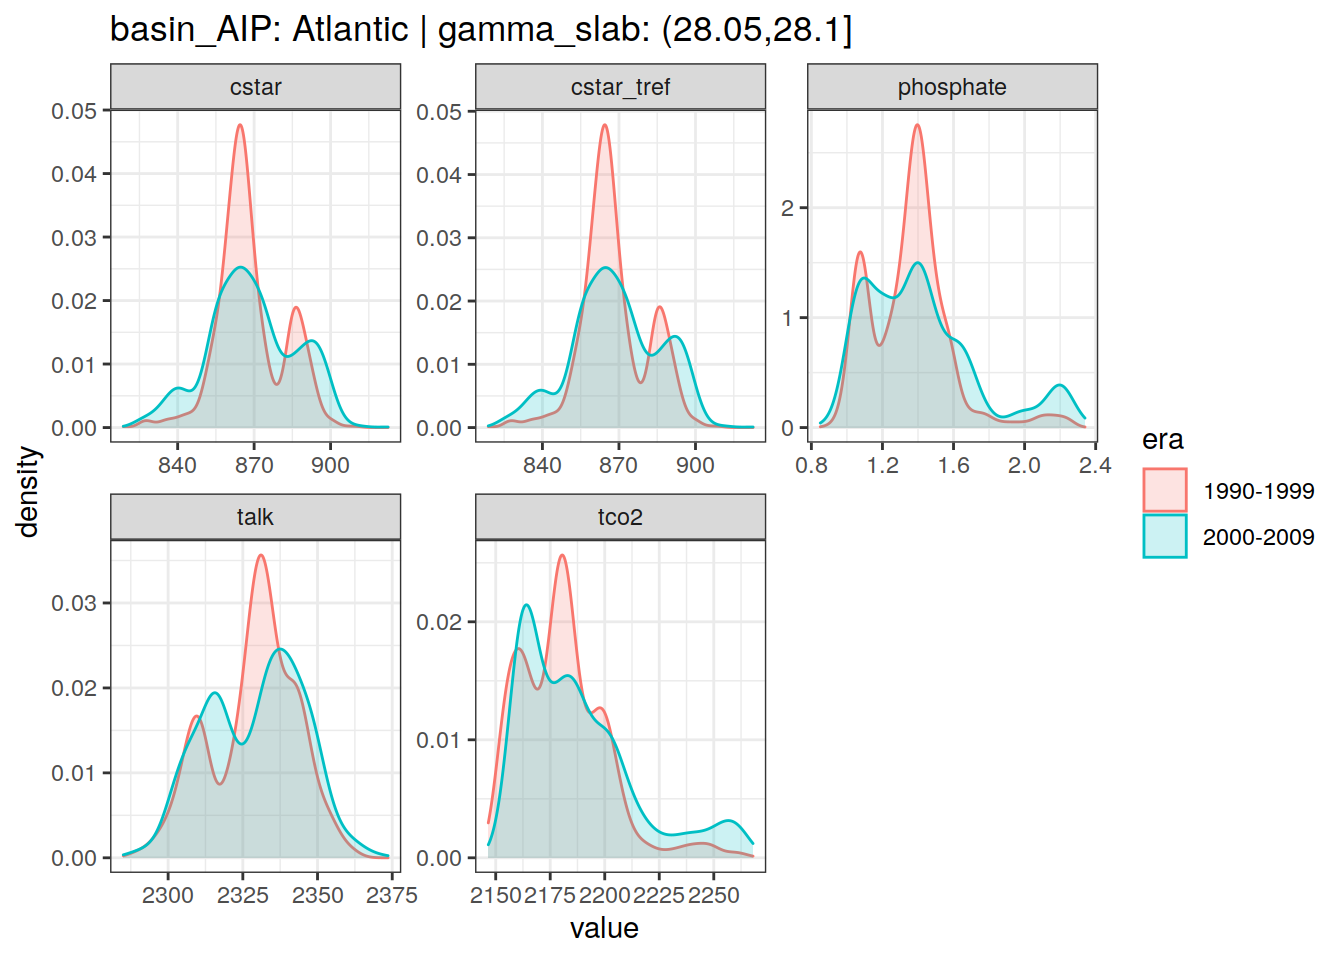 basin_AIP: Atlantic | gamma_slab: (28.05,28.1]
cstar
cstar_tref
phosphate
0.05
0.04
0.03
0.02
0.01
0.00
0.05
0.04
0.03
0.02
0.01
0.00
2
1
0
840 870 900
840 870 900
0.8 1.2 1.6 2.0 2.4
talk
tco2
0.03
0.02
0.01
0.00
0.02
0.01
0.00
2300 2325 2350 2375
2150 2175 2200 2225 2250
density
value
era
1990-1999
2000-2009